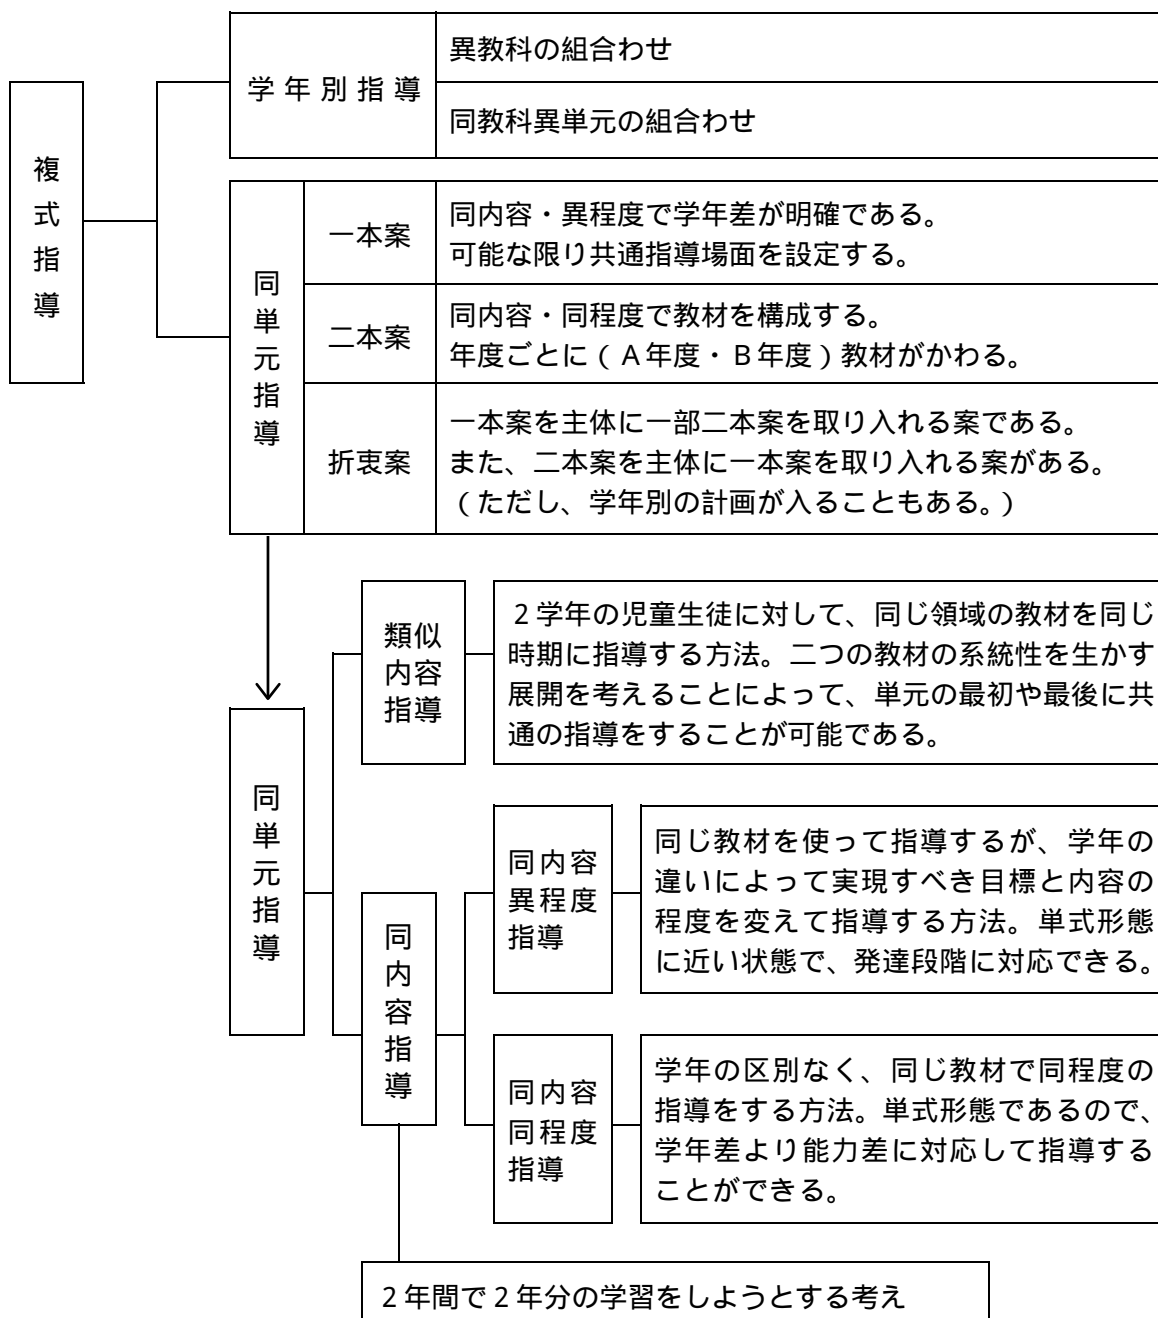 複式指導
学年別指導
異教科の組合わせ
同教科異単元の組合わせ
同単元指導
一本案
同内容・異程度で学年差が明確である。
可能な限り共通指導場面を設定する。
二本案
同内容・同程度で教材を構成する。
年度ごとに(A年度・B年度)教材がかわる。
折衷案
一本案を主体に一部二本案を取り入れる案である。
また、二本案を主体に一本案を取り入れる案がある。
(ただし、学年別の計画が入ることもある。)
同単元指導
類似
内容
指導
2学年の児童生徒に対して、同じ領域の教材を同じ
時期に指導する方法。二つの教材の系統性を生かす
展開を考えることによって、単元の最初や最後に共
通の指導をすることが可能である。
同内容指導
同内容
異程度
指導
同じ教材を使って指導するが、学年の
違いによって実現すべき目標と内容の
程度を変えて指導する方法。単式形態
に近い状態で、発達段階に対応できる。
同内容
同程度
指導
学年の区別なく、同じ教材で同程度の
指導をする方法。単式形態であるので、
学年差より能力差に対応して指導する
ことができる。
2年間で2年分の学習をしようとする考え